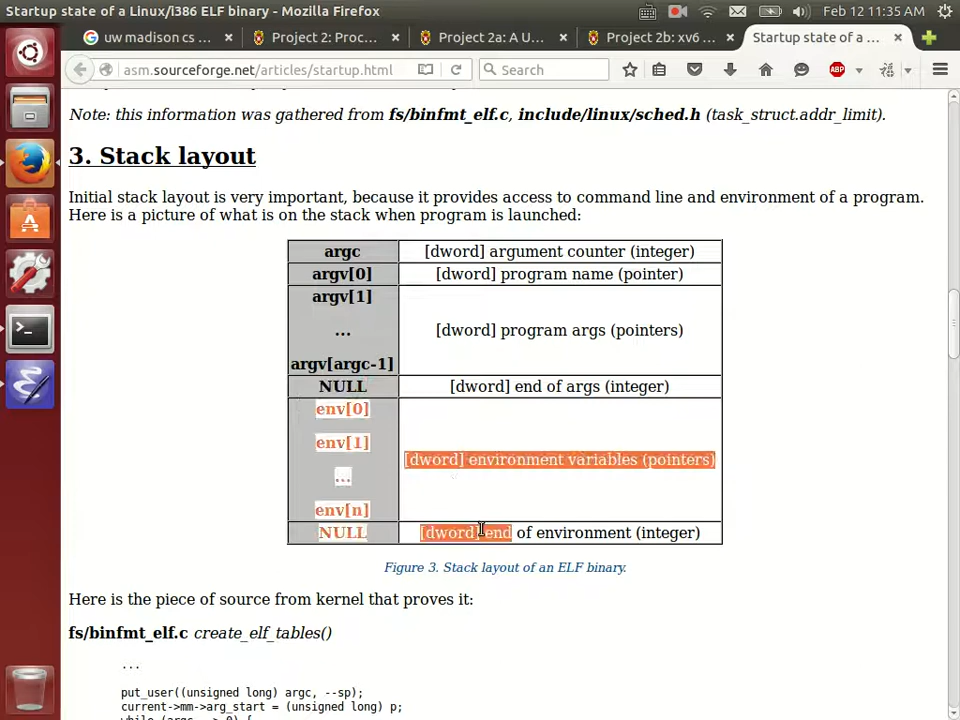 Startup state of a Linux/i386 ELF binary - Mozilla Firefox
Feb 12 11:35 AM
uw madison cs ...
Project 2: Proc...
Project 2a: A U...
Project 2b: xv6 ...
Startup state of a ...
asm.sourceforge.net/articles/startup.html
Search
ABP
Note: this information was gathered from fs/binfmt_elf.c, include/linux/sched.h (task_struct.addr_limit).
3. Stack layout
Initial stack layout is very important, because it provides access to command line and environment of a program.
Here is a picture of what is on the stack when program is launched:
argc [dword] argument counter (integer)
argv[0] [dword] program name (pointer)
argv[1]
... [dword] program args (pointers)
argv[argc-1]
NULL [dword] end of args (integer)
env[0]
env[1]
[dword] environment variables (pointers)
...
env[n]
NULL [dword] end of environment (integer)
Figure 3. Stack layout of an ELF binary.
Here is the piece of source from kernel that proves it:
fs/binfmt_elf.c create_elf_tables()
...
put_user((unsigned long) argc, --sp);
current->mm->arg_start = (unsigned long) p;